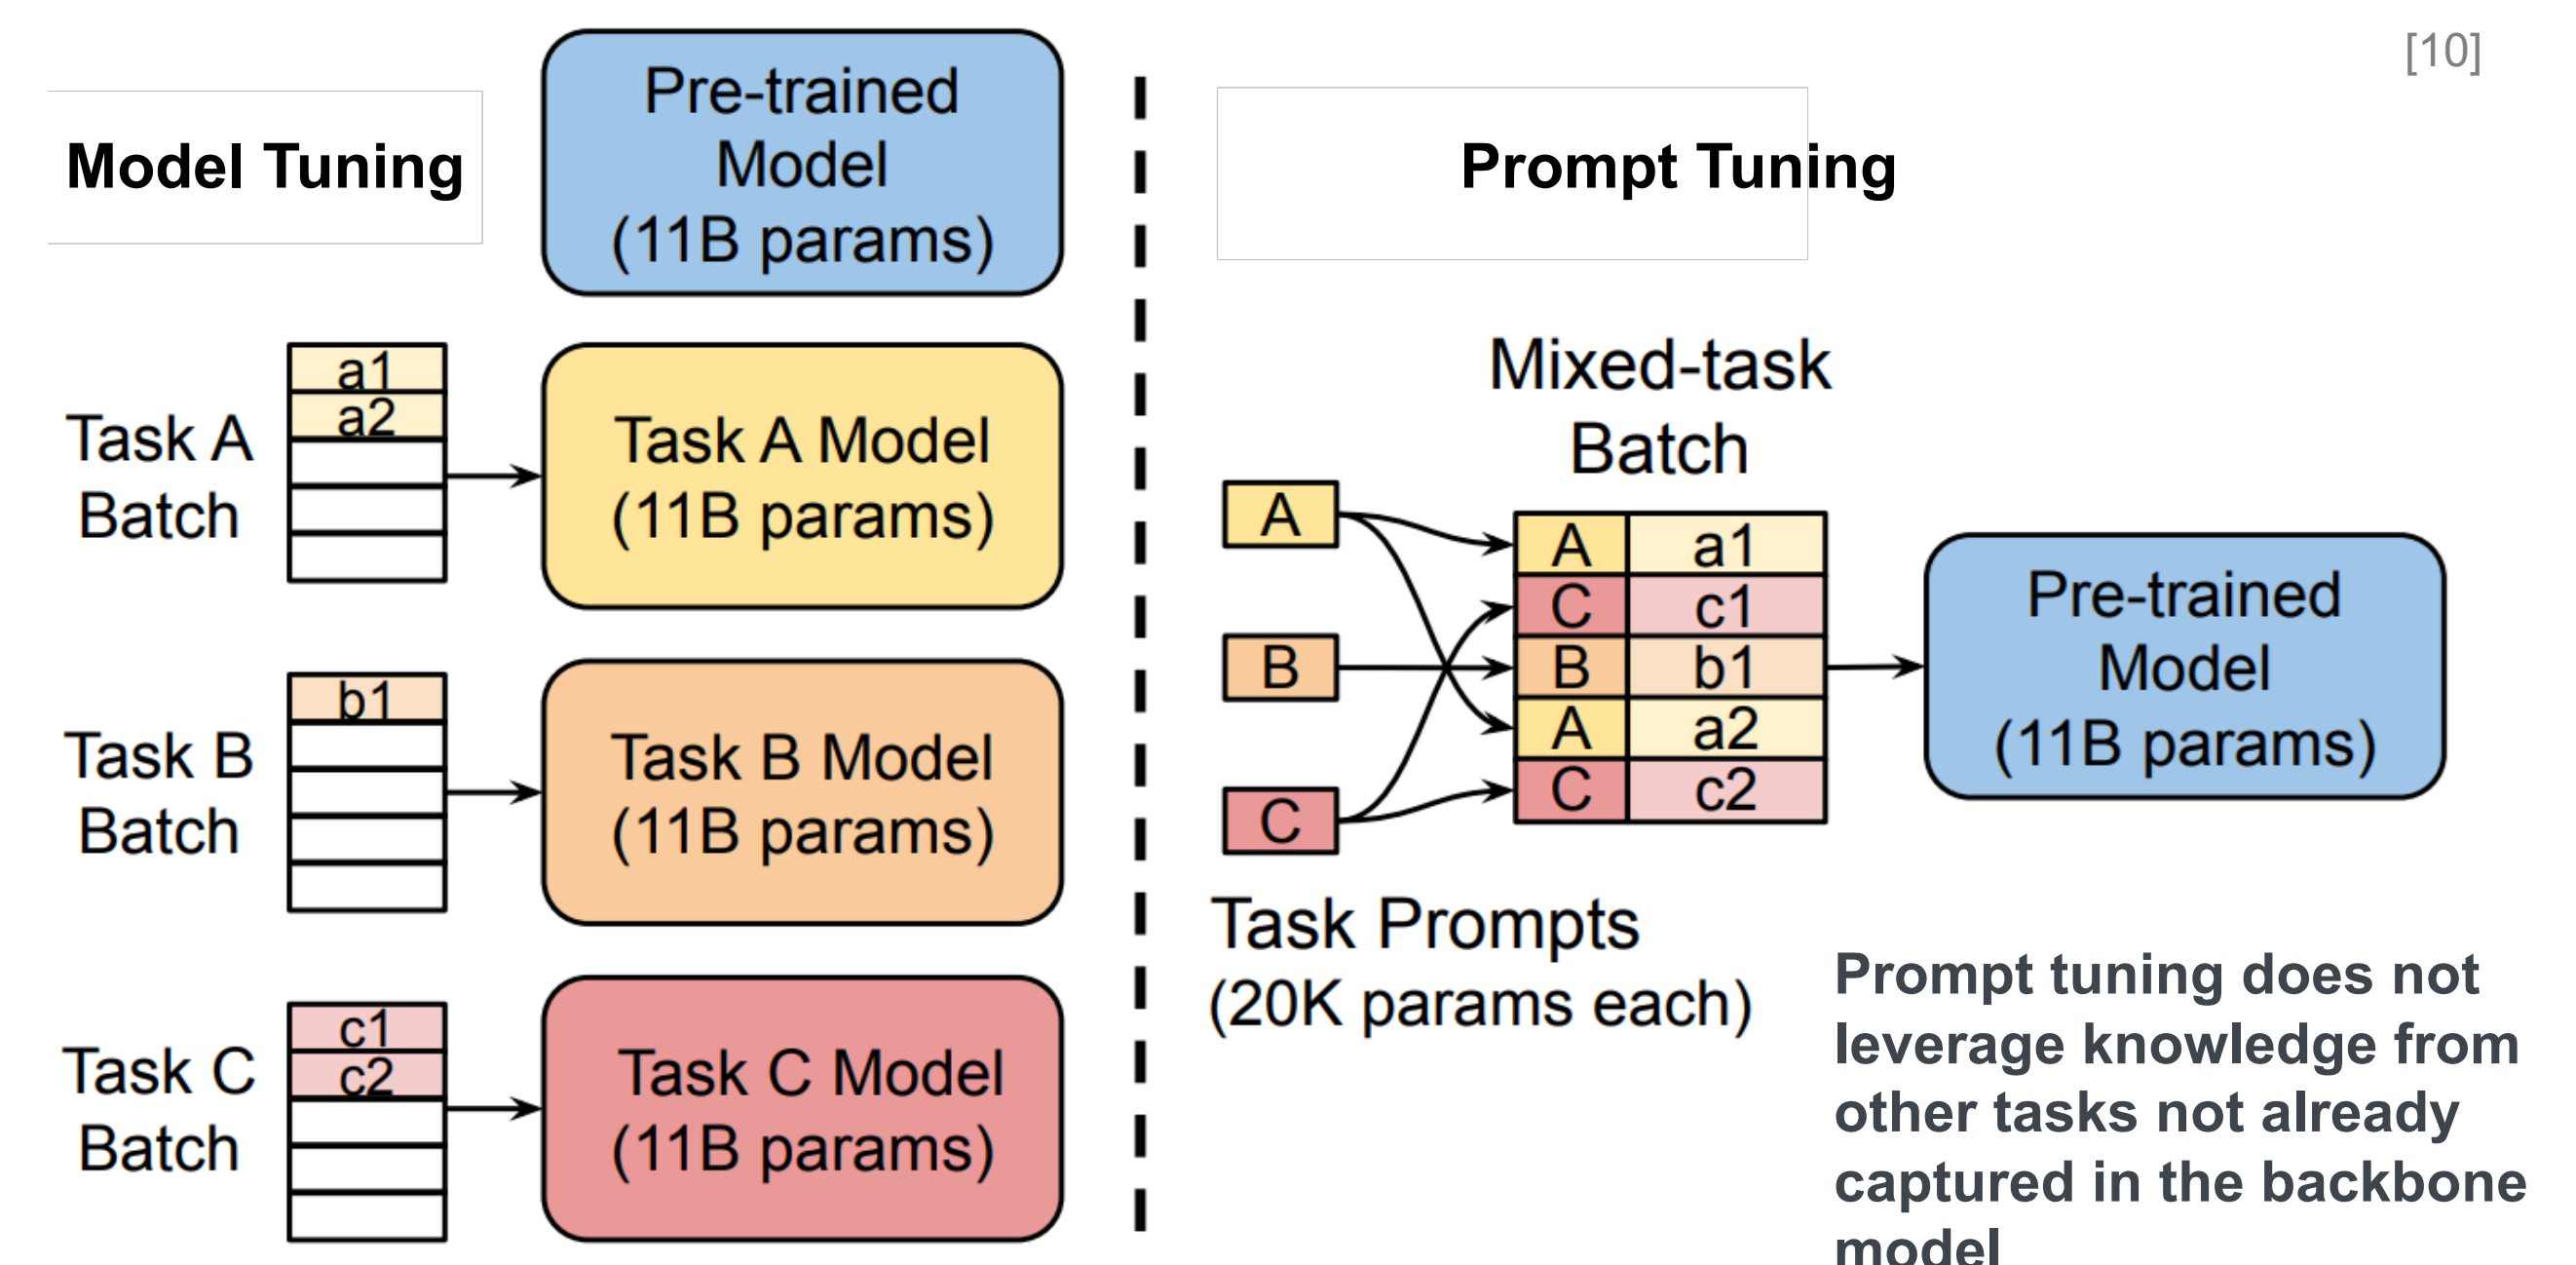 Model Tuning
Pre-trained
Model
(11B params)
Task A
Batch
a1
a2
Task A Model
(11B params)
Task B
Batch
b1
Task B Model
(11B params)
Task C
Batch
c1
c2
Task C Model
(11B params)
[10]
Prompt Tuning
Mixed-task
Batch
A
B
C
A a1
C c1
B b1
A a2
C c2
Pre-trained
Model
(11B params)
Task Prompts
(20K params each)
Prompt tuning does not
leverage knowledge from
other tasks not already
captured in the backbone
model